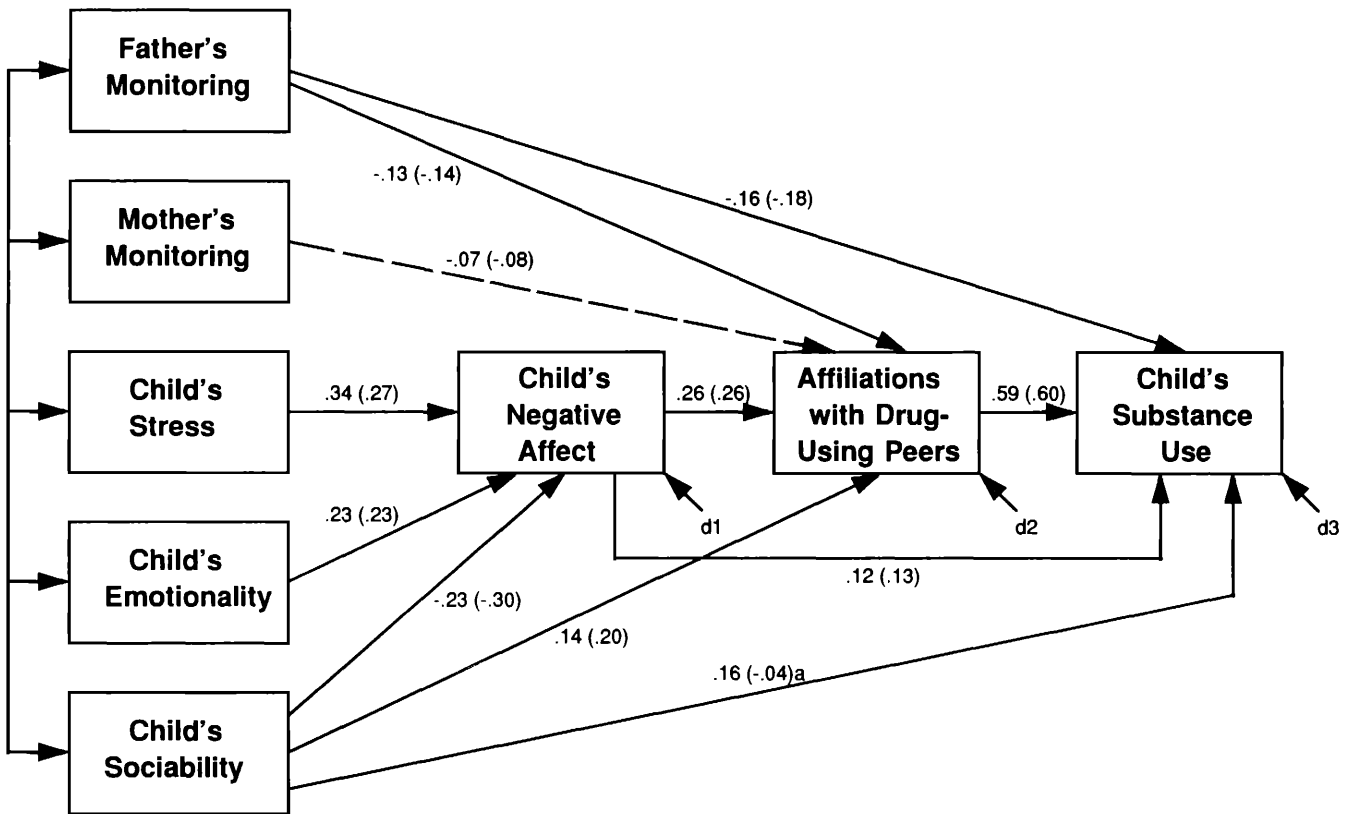 Father's
Monitoring
-.13 (-.14)
-.16 (-.18)
Mother's
Monitoring
-.07 (-.08)
Child's
Stress
.34 (.27)
Child's
Negative
Affect
.26 (.26)
Affiliations
with Drug-
Using Peers
.59 (.60)
Child's
Substance
Use
d1
d2
d3
Child's
Emotionality
.23 (.23)
-.23 (-.30)
.12 (.13)
.14 (.20)
Child's
Sociability
.16 (-.04)a